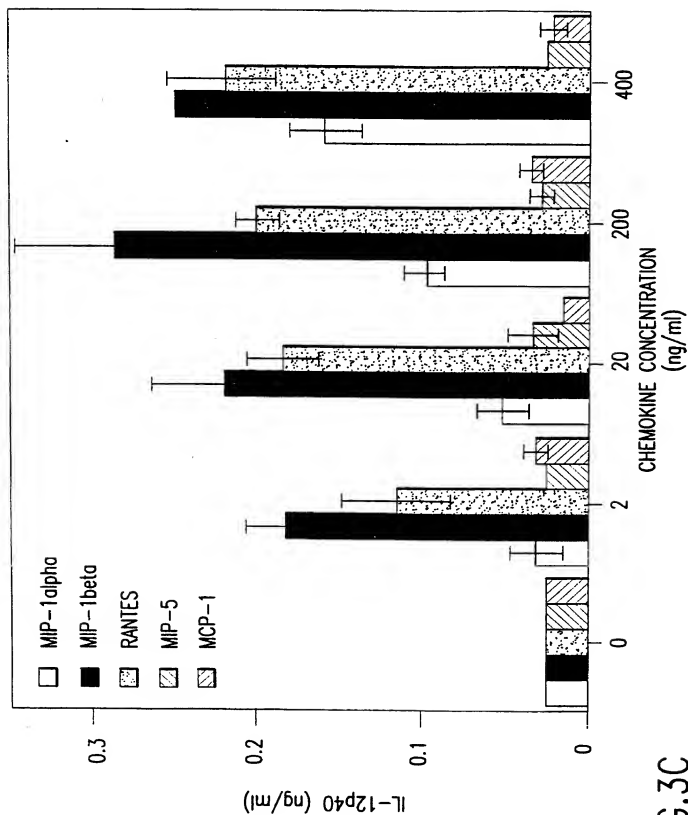 MIP-1alpha
MIP-1beta
RANTES
MIP-5
MCP-1
IL-12p40 (ng/ml)
0.3
0.2
0.1
0
0
2
20
200
400
CHEMOKINE CONCENTRATION
(ng/ml)
G.3C